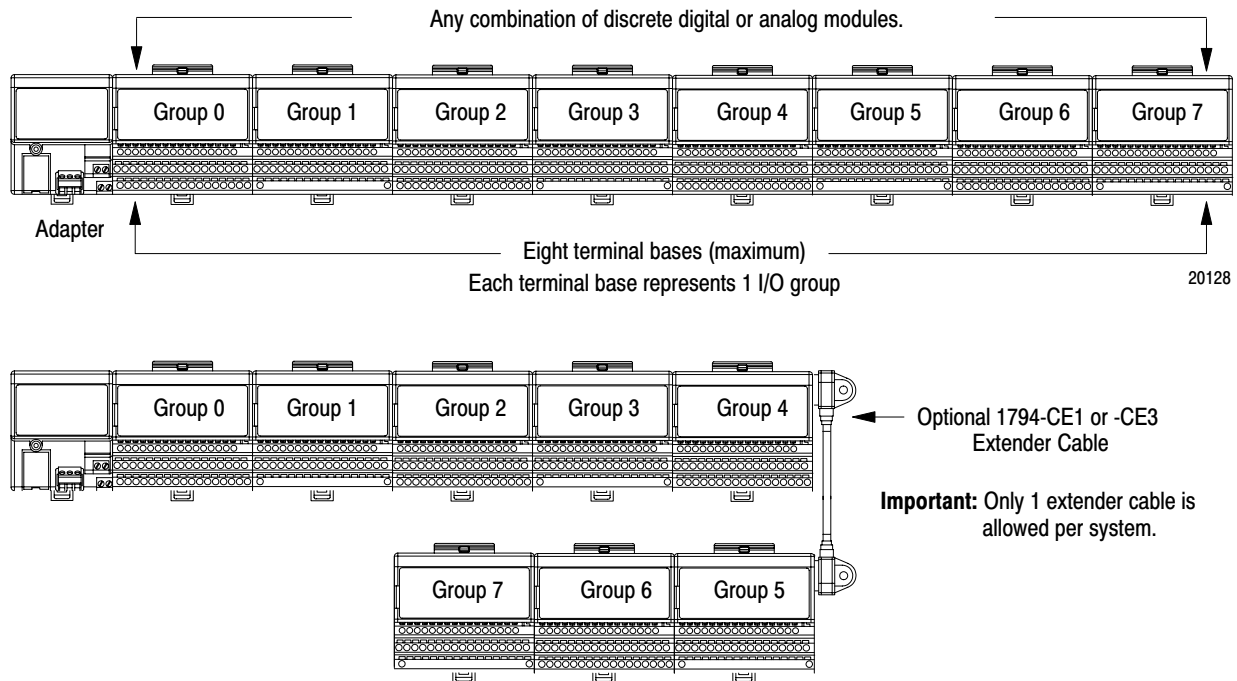 Any combination of discrete digital or analog modules.
Group 0
Group 1
Group 2
Group 3
Group 4
Group 5
Group 6
Group 7
Adapter
Eight terminal bases (maximum)
Each terminal base represents 1 I/O group
20128
Group 0
Group 1
Group 2
Group 3
Group 4
Optional 1794-CE1 or -CE3
Extender Cable
Important: Only 1 extender cable is
allowed per system.
Group 7
Group 6
Group 5